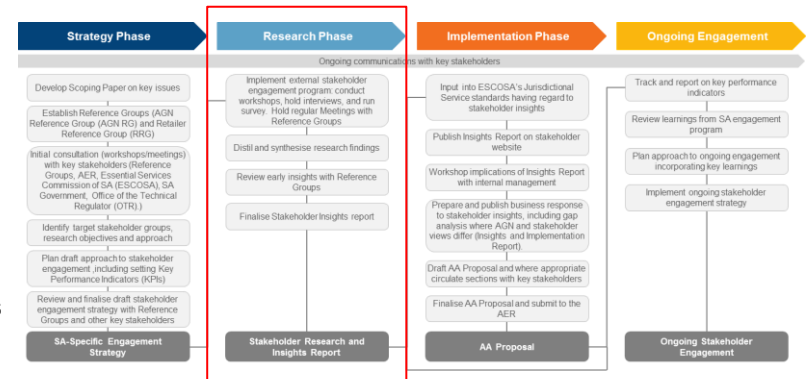 Strategy Phase
Research Phase
Implementation Phase
Ongoing Engagement
Ongoing communications with key stakeholders
Develop Scoping Paper on key issues
Establish Reference Groups (AGN
Reference Group (AGN RG) and Retailer
Reference Group (RRG)
Initial consultation (workshops/meetings)
with key stakeholders (Reference
Groups, AER, Essential Services
Commission of SA (ESCOSA), SA
Government, Office of the Technical
Regulator (OTR).)
Identify target stakeholder groups,
research objectives and approach
Plan draft approach to stakeholder
engagement ,including setting Key
Performance Indicators (KPIs)
Review and finalise draft stakeholder
engagement strategy with Reference
Groups and other key stakeholders
SA-Specific Engagement
Strategy
Implement external stakeholder
engagement program: conduct
workshops, hold interviews, and run
survey. Hold regular Meetings with
Reference Groups
Distil and synthesise research findings
Review early insights with Reference
Groups
Finalise Stakeholder Insights report
Stakeholder Research and
Insights Report
Input into ESCOSA's Jurisdictional
Service standards having regard to
stakeholder insights
Publish Insights Report on stakeholder
website
Workshop implications of Insights Report
with internal management
Prepare and publish business response
to stakeholder insights, including gap
analysis where AGN and stakeholder
views differ (Insights and Implementation
Report).
Draft AA Proposal and where appropriate
circulate sections with key stakeholders
Finalise AA Proposal and submit to the
AER
AA Proposal
Track and report on key performance
indicators
Review learnings from SA engagement
program
Plan approach to ongoing engagement
incorporating key learnings
Implement ongoing stakeholder
engagement strategy
Ongoing Stakeholder
Engagement